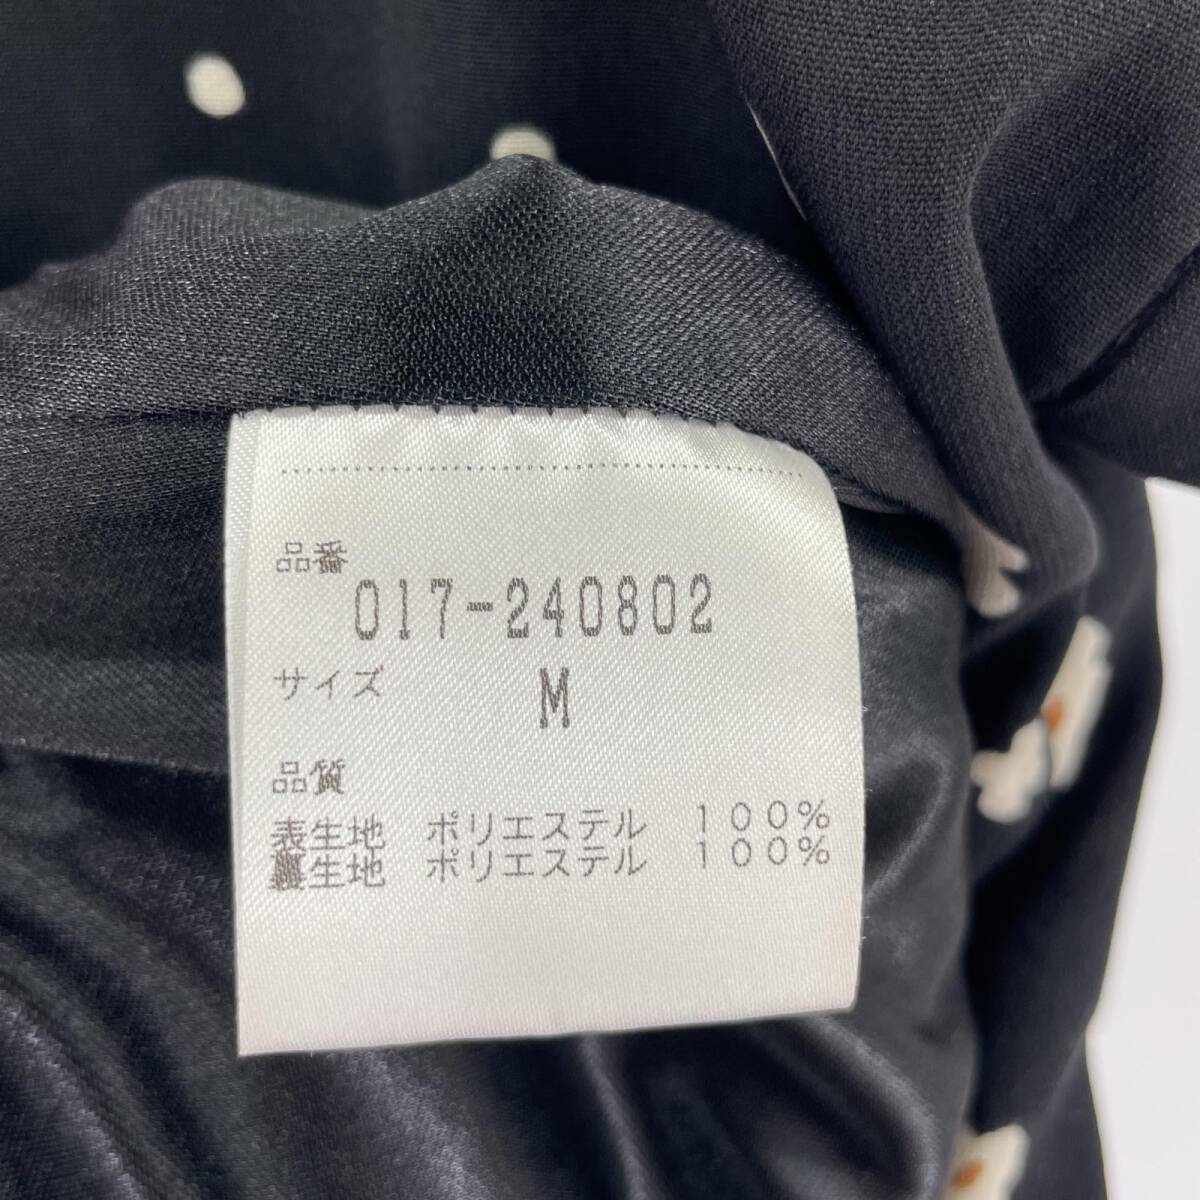 品番
017-240802
サイズ M
品質
表生地 ポリエステル 100%
裏生地 ポリエステル 100%